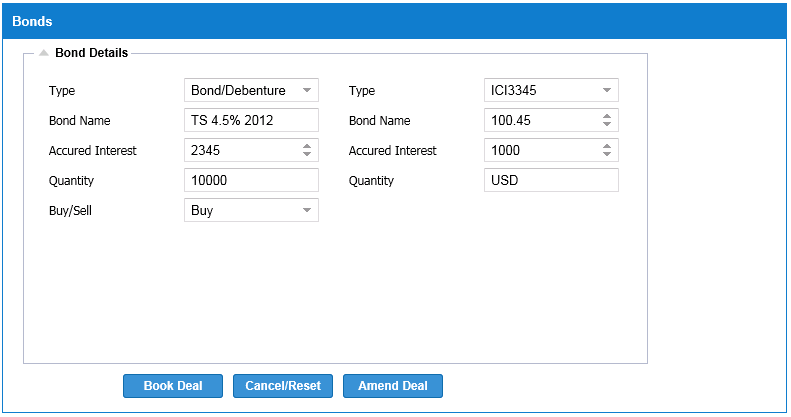 Bonds
Bond Details
Type Bond/Debenture Type ICI3345
Bond Name TS 4.5% 2012 Bond Name 100.45
Accured Interest 2345 Accured Interest 1000
Quantity 10000 Quantity USD
Buy/Sell Buy
Book Deal Cancel/Reset Amend Deal